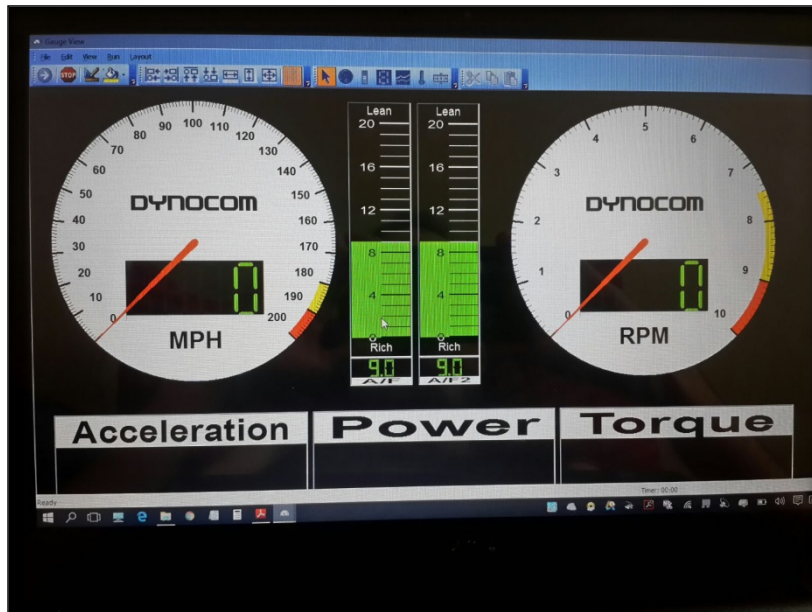 Gauge View
File Edit View Run Layout
STOP
0 10 20 30 40 50 60 70 80 90 100 110 120 130 140 150 160 170 180 190 200
DYNOCOM
0
MPH
Lean
20
16
12
8
4
0
Rich
9.0
A/F
Lean
20
16
12
8
4
0
Rich
9.0
A/F2
0 1 2 3 4 5 6 7 8 9 10
DYNOCOM
0
RPM
Acceleration
Power
Torque
Ready
Timer : 00:00